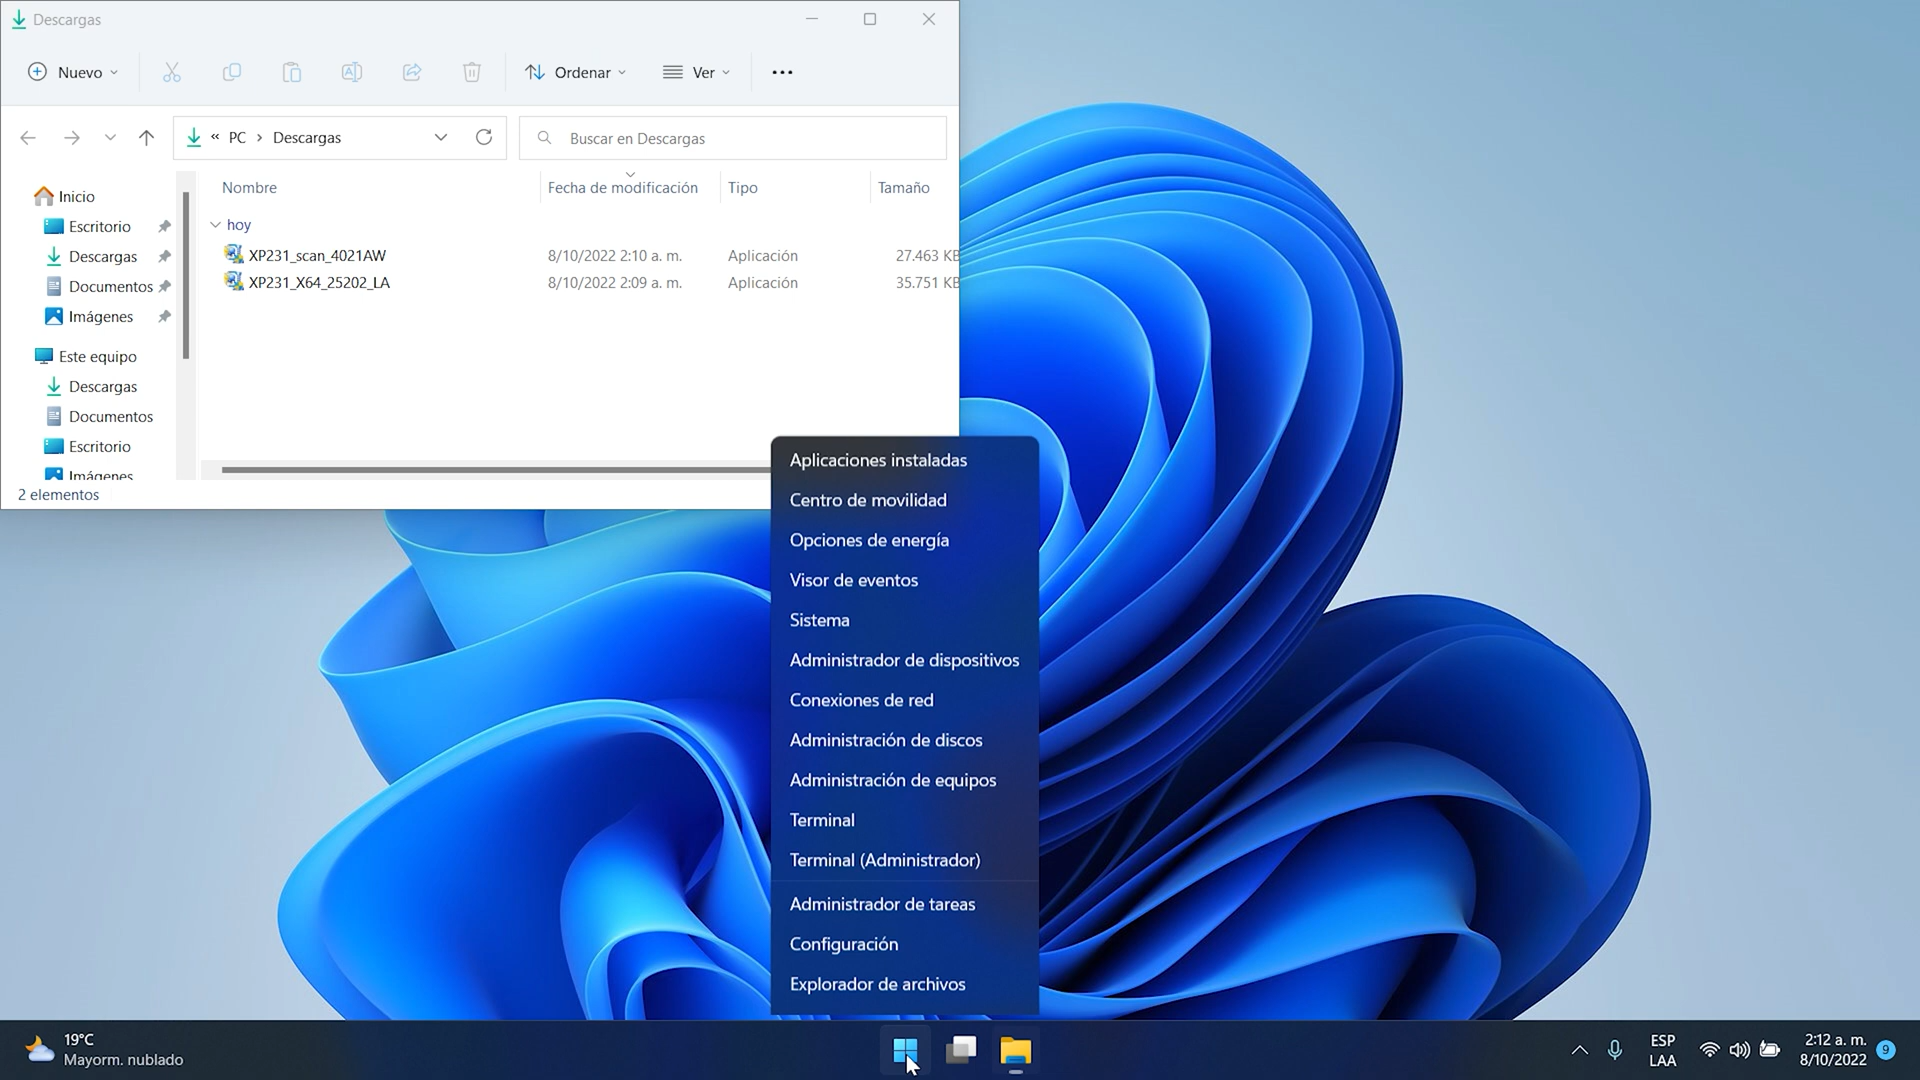 Descargas
Nuevo
Ordenar
Ver
PC
Descargas
Buscar en Descargas
Nombre
Fecha de modificación
Tipo
Tamaño
Inicio
Escritorio
Descargas
Documentos
Imágenes
Este equipo
Descargas
Documentos
Escritorio
Imágenes
hoy
XP231_scan_4021AW 8/10/2022 2:10 a. m. Aplicación 27.463 KB
XP231_X64_25202_LA 8/10/2022 2:09 a. m. Aplicación 35.751 KB
2 elementos
Aplicaciones instaladas
Centro de movilidad
Opciones de energía
Visor de eventos
Sistema
Administrador de dispositivos
Conexiones de red
Administración de discos
Administración de equipos
Terminal
Terminal (Administrador)
Administrador de tareas
Configuración
Explorador de archivos
19°C
Mayorm. nublado
ESP
LAA
2:12 a. m.
8/10/2022
9